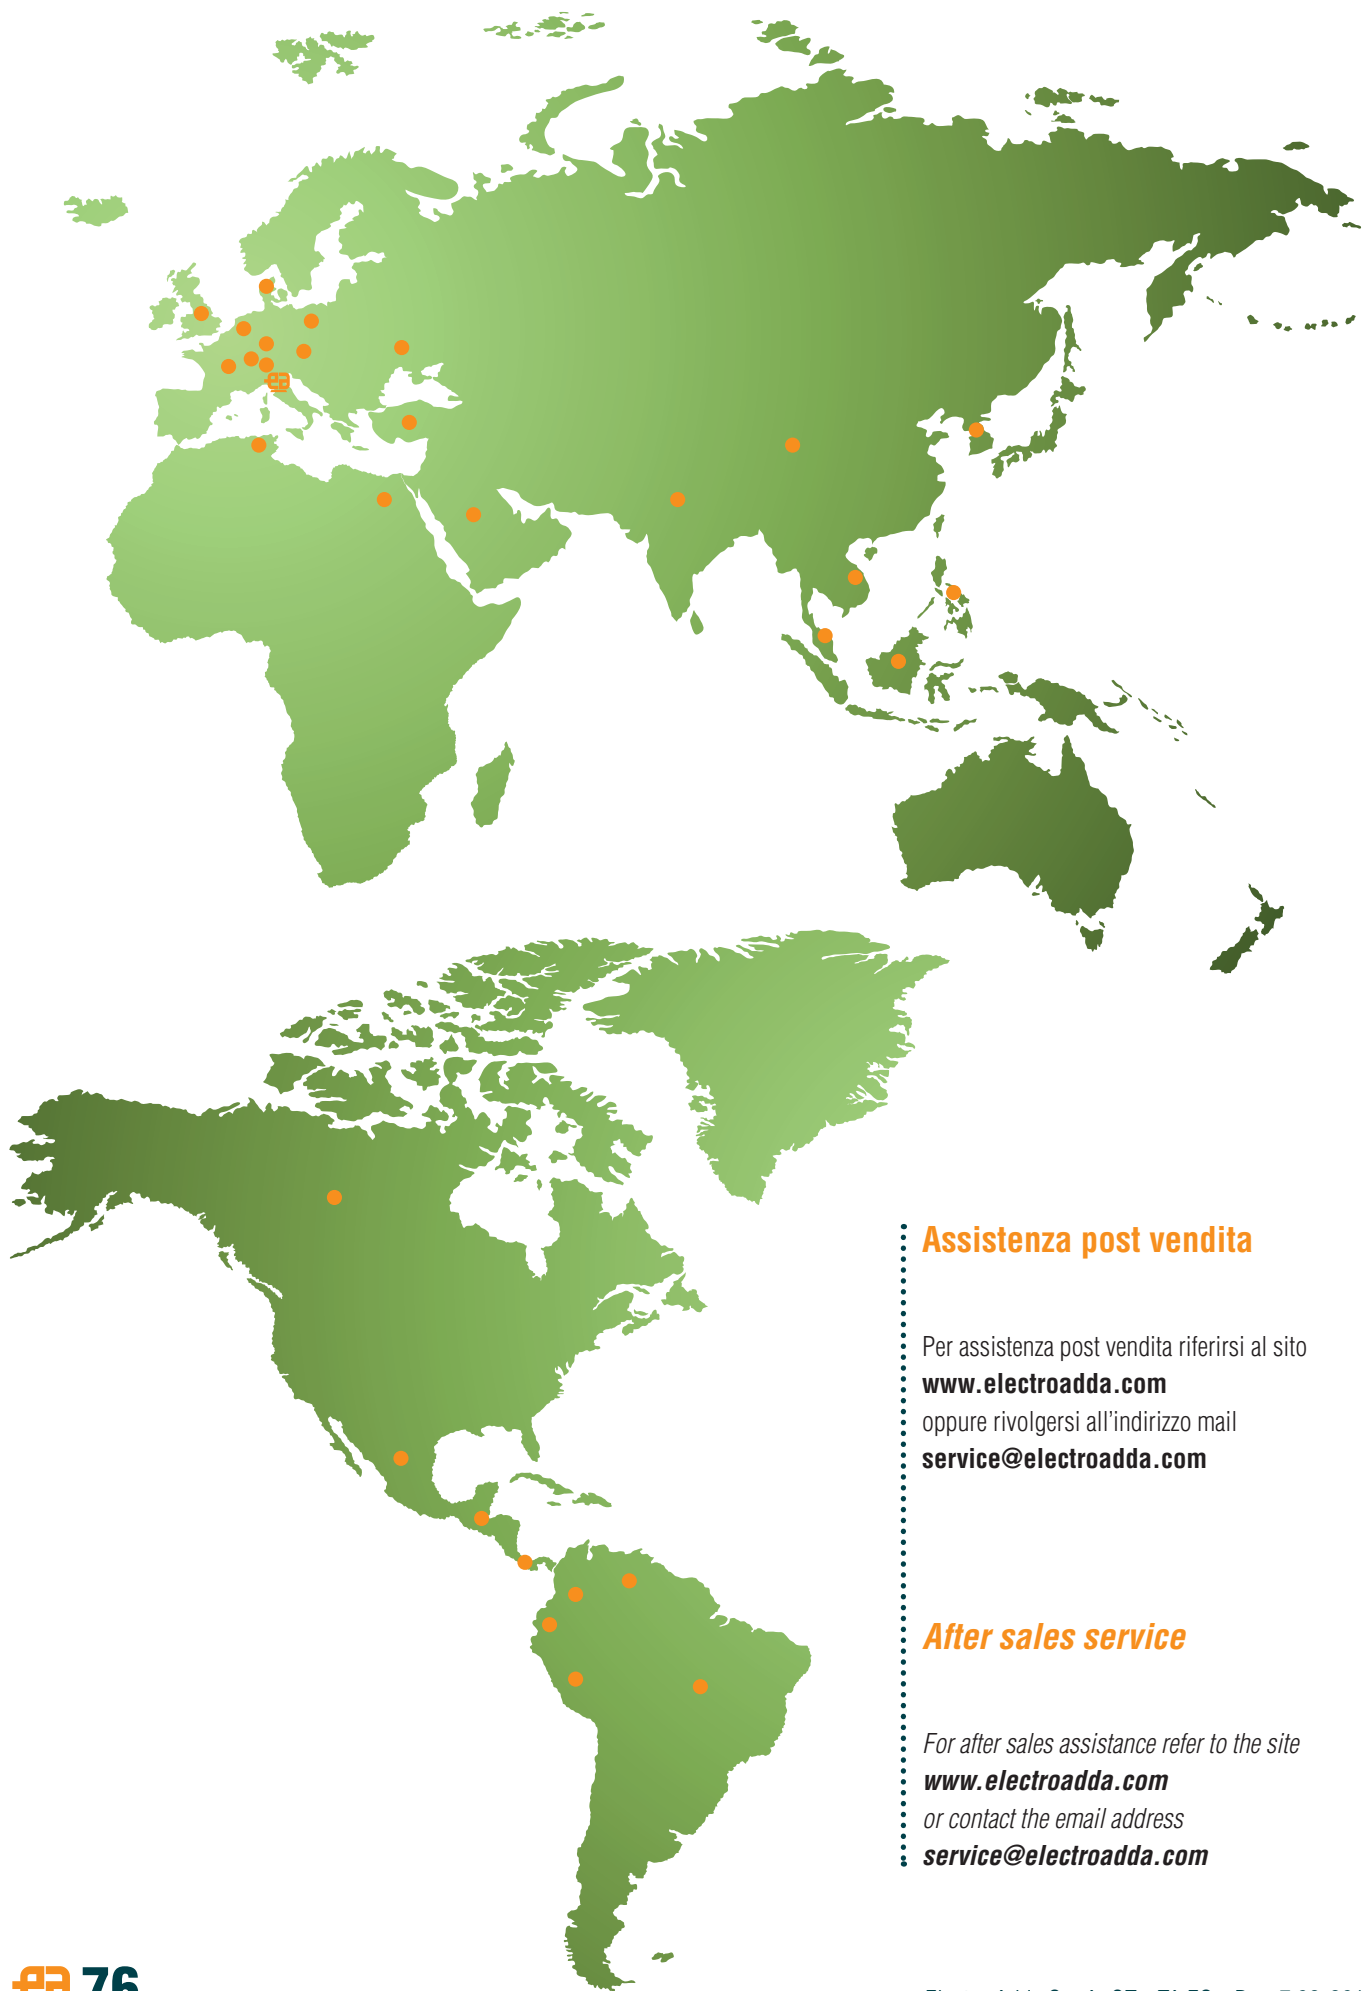 Assistenza post vendita
Per assistenza post vendita riferirsi al sito
www.electroadda.com
oppure rivolgersi all'indirizzo mail
service@electroadda.com
After sales service
For after sales assistance refer to the site
www.electroadda.com
or contact the email address
service@electroadda.com
76